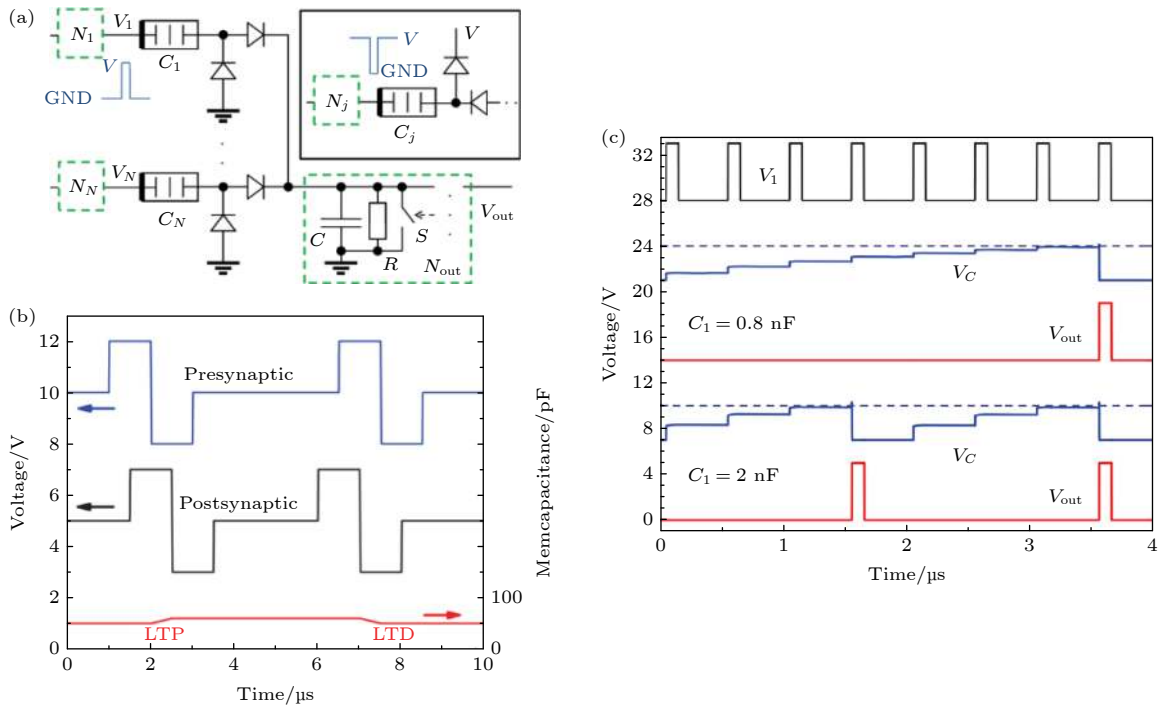 (a)
N1 V1
C1
V
GND
V V
GND
Nj
Cj
NN VN
CN
C R S Vout
Nout
(b)
12
10
8
6
4
2
0
Voltage/V
Presynaptic
Postsynaptic
LTP LTD
100
0
Memcapacitance/pF
0 2 4 6 8 10
Time/µs
(c)
32
28
24
20
16
12
8
4
0
Voltage/V
V1
VC
C1 = 0.8 nF
Vout
VC
C1 = 2 nF
Vout
0 1 2 3 4
Time/µs